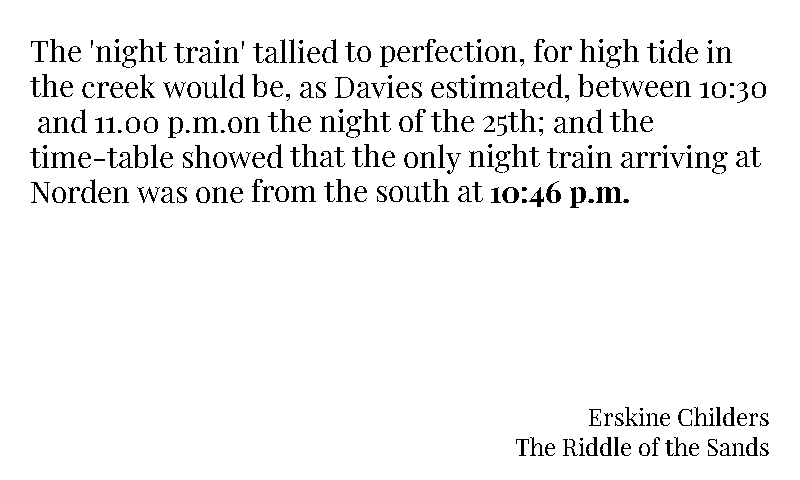 The 'night train' tallied to perfection, for high tide in
the creek would be, as Davies estimated, between 10:30
and 11.00 p.m.on the night of the 25th; and the
time-table showed that the only night train arriving at
Norden was one from the south at 10:46 p.m.
Erskine Childers
The Riddle of the Sands